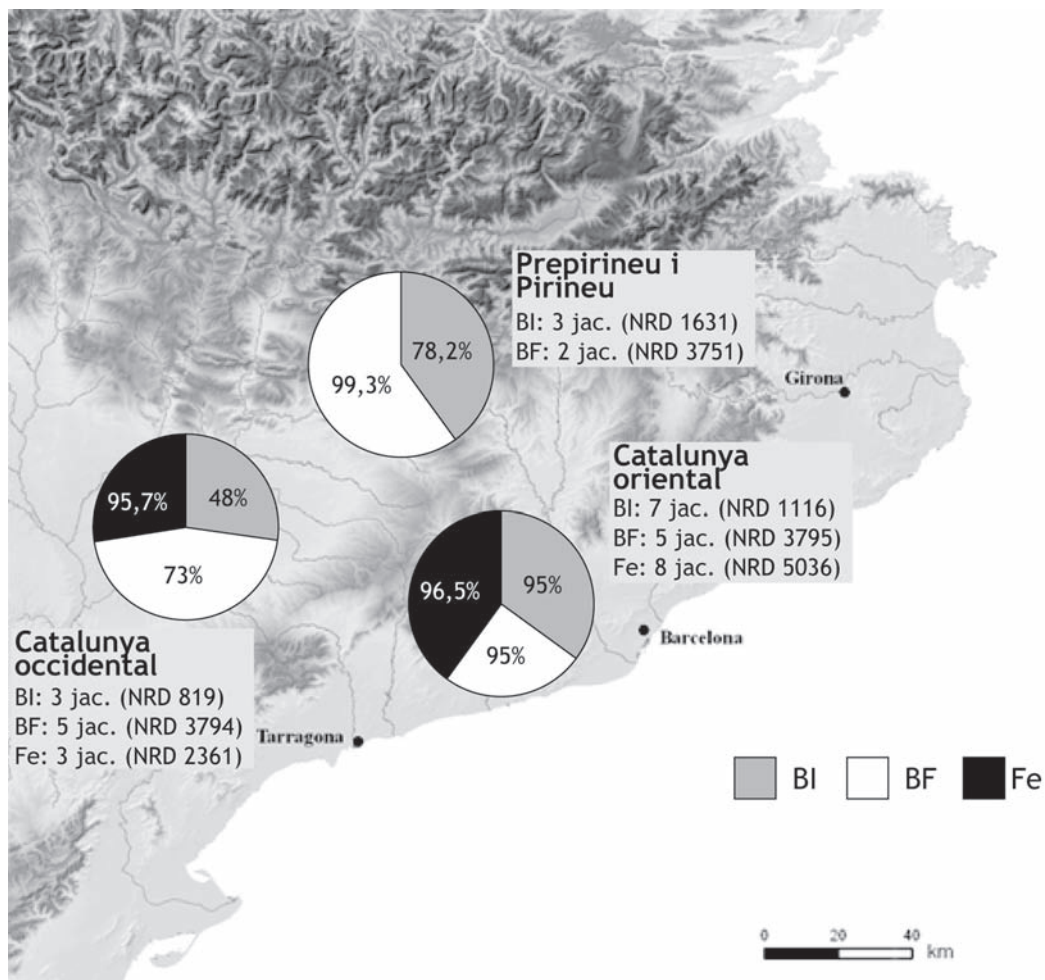 Prepirineu i
Pirineu
BI: 3 jac. (NRD 1631)
BF: 2 jac. (NRD 3751)
78,2%
99,3%
Girona
Catalunya
oriental
BI: 7 jac. (NRD 1116)
BF: 5 jac. (NRD 3795)
Fe: 8 jac. (NRD 5036)
95,7%
48%
73%
96,5%
95%
95%
Barcelona
Catalunya
occidental
BI: 3 jac. (NRD 819)
BF: 5 jac. (NRD 3794)
Fe: 3 jac. (NRD 2361)
Tarragona
BI BF Fe
0 20 40
km